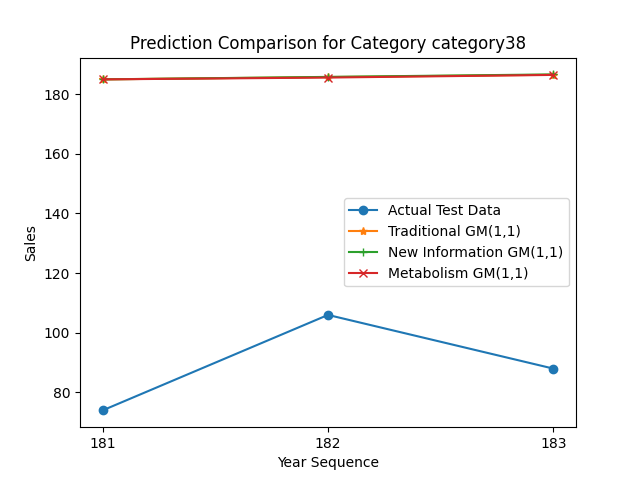 Prediction Comparison for Category category38
Sales
180
160
140
120
100
80
Actual Test Data
Traditional GM(1,1)
New Information GM(1,1)
Metabolism GM(1,1)
181
182
183
Year Sequence